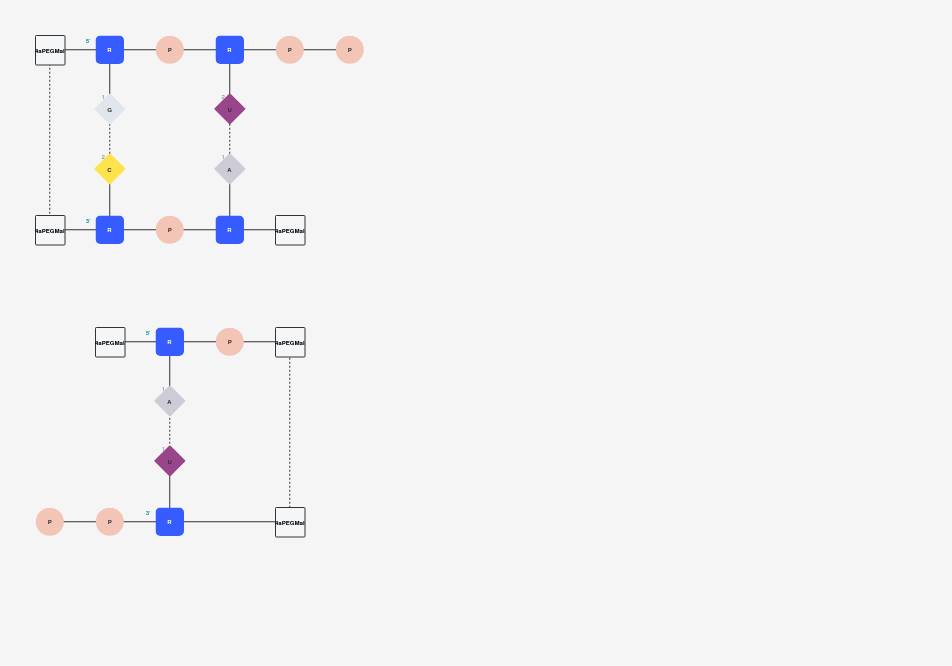 4aPEGMal 5' R P R P P
1 G 2 U
2 C 1 A
4aPEGMal 3' R P R 4aPEGMal
4aPEGMal 5' R P 4aPEGMal
1 A
1 U
P P 3' R 4aPEGMal